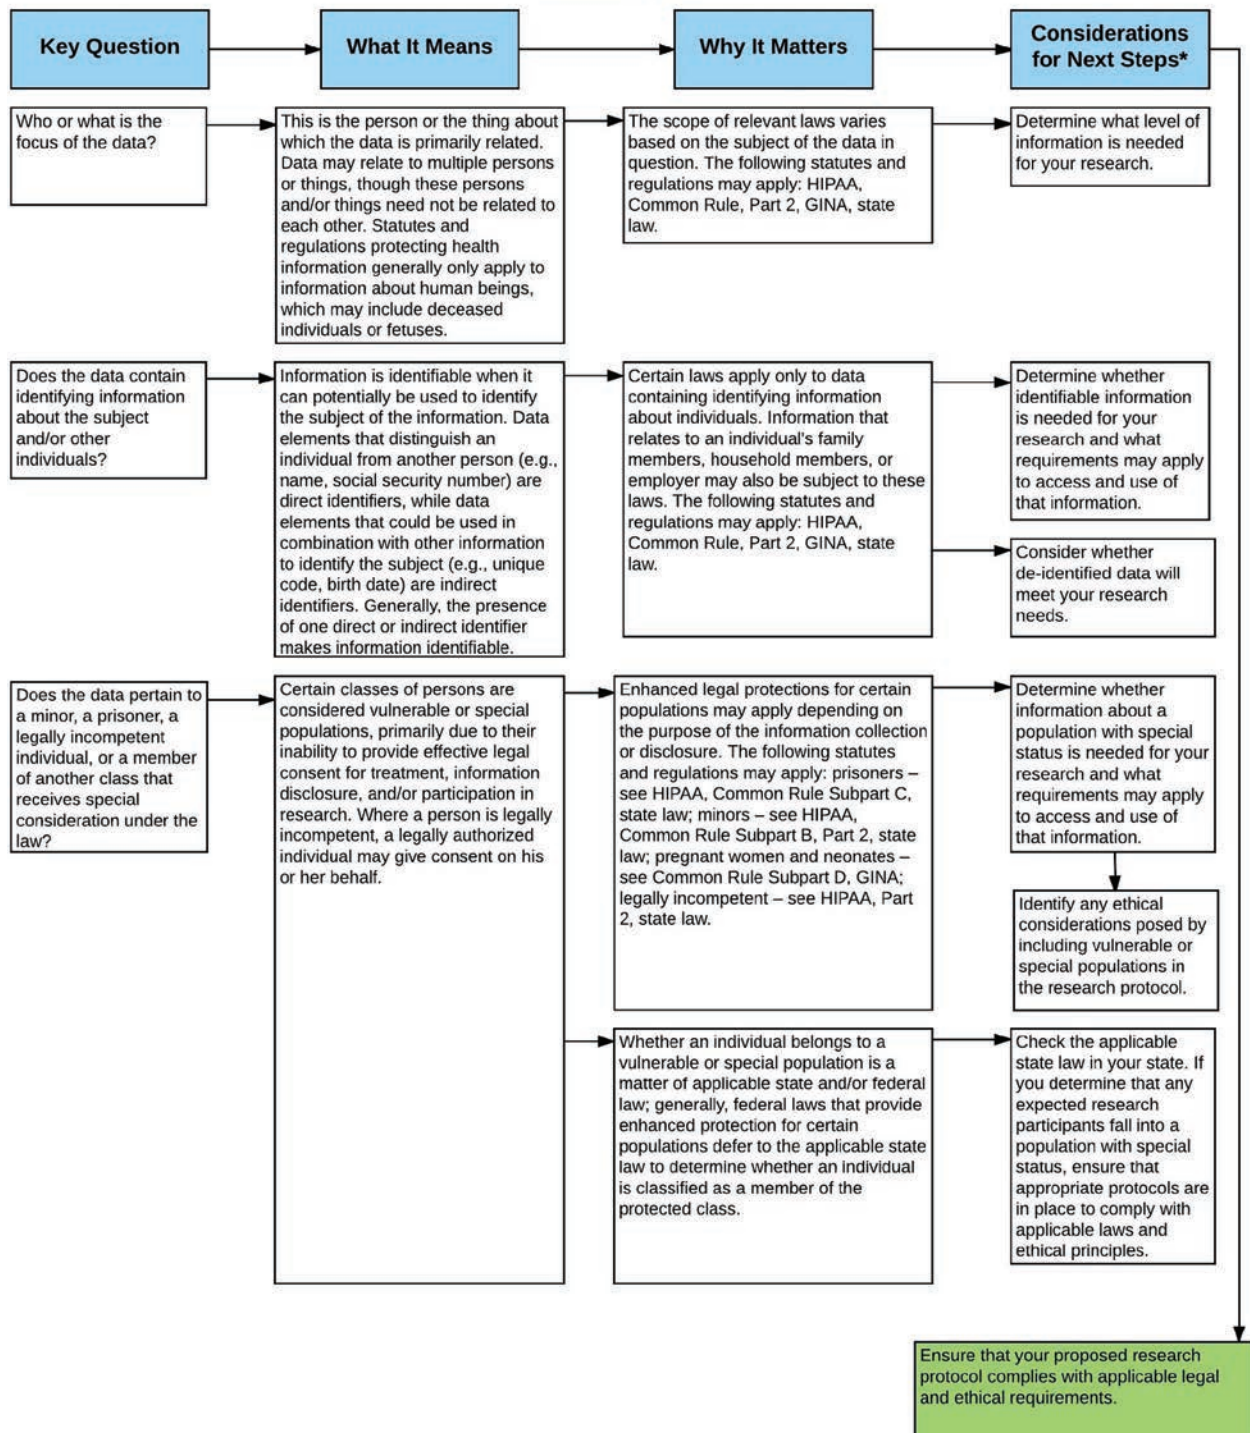 Key Question
What It Means
Why It Matters
Considerations
for Next Steps*
Who or what is the
focus of the data?
This is the person or the thing about
which the data is primarily related.
Data may relate to multiple persons
or things, though these persons
and/or things need not be related to
each other. Statutes and
regulations protecting health
information generally only apply to
information about human beings,
which may include deceased
individuals or fetuses.
The scope of relevant laws varies
based on the subject of the data in
question. The following statutes and
regulations may apply: HIPAA,
Common Rule, Part 2, GINA, state
law.
Determine what level of
information is needed
for your research.
Does the data contain
identifying information
about the subject
and/or other
individuals?
Information is identifiable when it
can potentially be used to identify
the subject of the information. Data
elements that distinguish an
individual from another person (e.g.,
name, social security number) are
direct identifiers, while data
elements that could be used in
combination with other information
to identify the subject (e.g., unique
code, birth date) are indirect
identifiers. Generally, the presence
of one direct or indirect identifier
makes information identifiable.
Certain laws apply only to data
containing identifying information
about individuals. Information that
relates to an individual's family
members, household members, or
employer may also be subject to these
laws. The following statutes and
regulations may apply: HIPAA,
Common Rule, Part 2, GINA, state
law.
Determine whether
identifiable information
is needed for your
research and what
requirements may apply
to access and use of
that information.
Consider whether
de-identified data will
meet your research
needs.
Does the data pertain to
a minor, a prisoner, a
legally incompetent
individual, or a member
of another class that
receives special
consideration under the
law?
Certain classes of persons are
considered vulnerable or special
populations, primarily due to their
inability to provide effective legal
consent for treatment, information
disclosure, and/or participation in
research. Where a person is legally
incompetent, a legally authorized
individual may give consent on his
or her behalf.
Enhanced legal protections for certain
populations may apply depending on
the purpose of the information collection
or disclosure. The following statutes
and regulations may apply: prisoners –
see HIPAA, Common Rule Subpart C,
state law; minors – see HIPAA,
Common Rule Subpart B, Part 2, state
law; pregnant women and neonates –
see Common Rule Subpart D, GINA;
legally incompetent – see HIPAA, Part
2, state law.
Determine whether
information about a
population with special
status is needed for your
research and what
requirements may apply
to access and use of
that information.
Identify any ethical
considerations posed by
including vulnerable or
special populations in
the research protocol.
Whether an individual belongs to a
vulnerable or special population is a
matter of applicable state and/or federal
law; generally, federal laws that provide
enhanced protection for certain
populations defer to the applicable state
law to determine whether an individual
is classified as a member of the
protected class.
Check the applicable
state law in your state. If
you determine that any
expected research
participants fall into a
population with special
status, ensure that
appropriate protocols are
in place to comply with
applicable laws and
ethical principles.
Ensure that your proposed research
protocol complies with applicable legal
and ethical requirements.